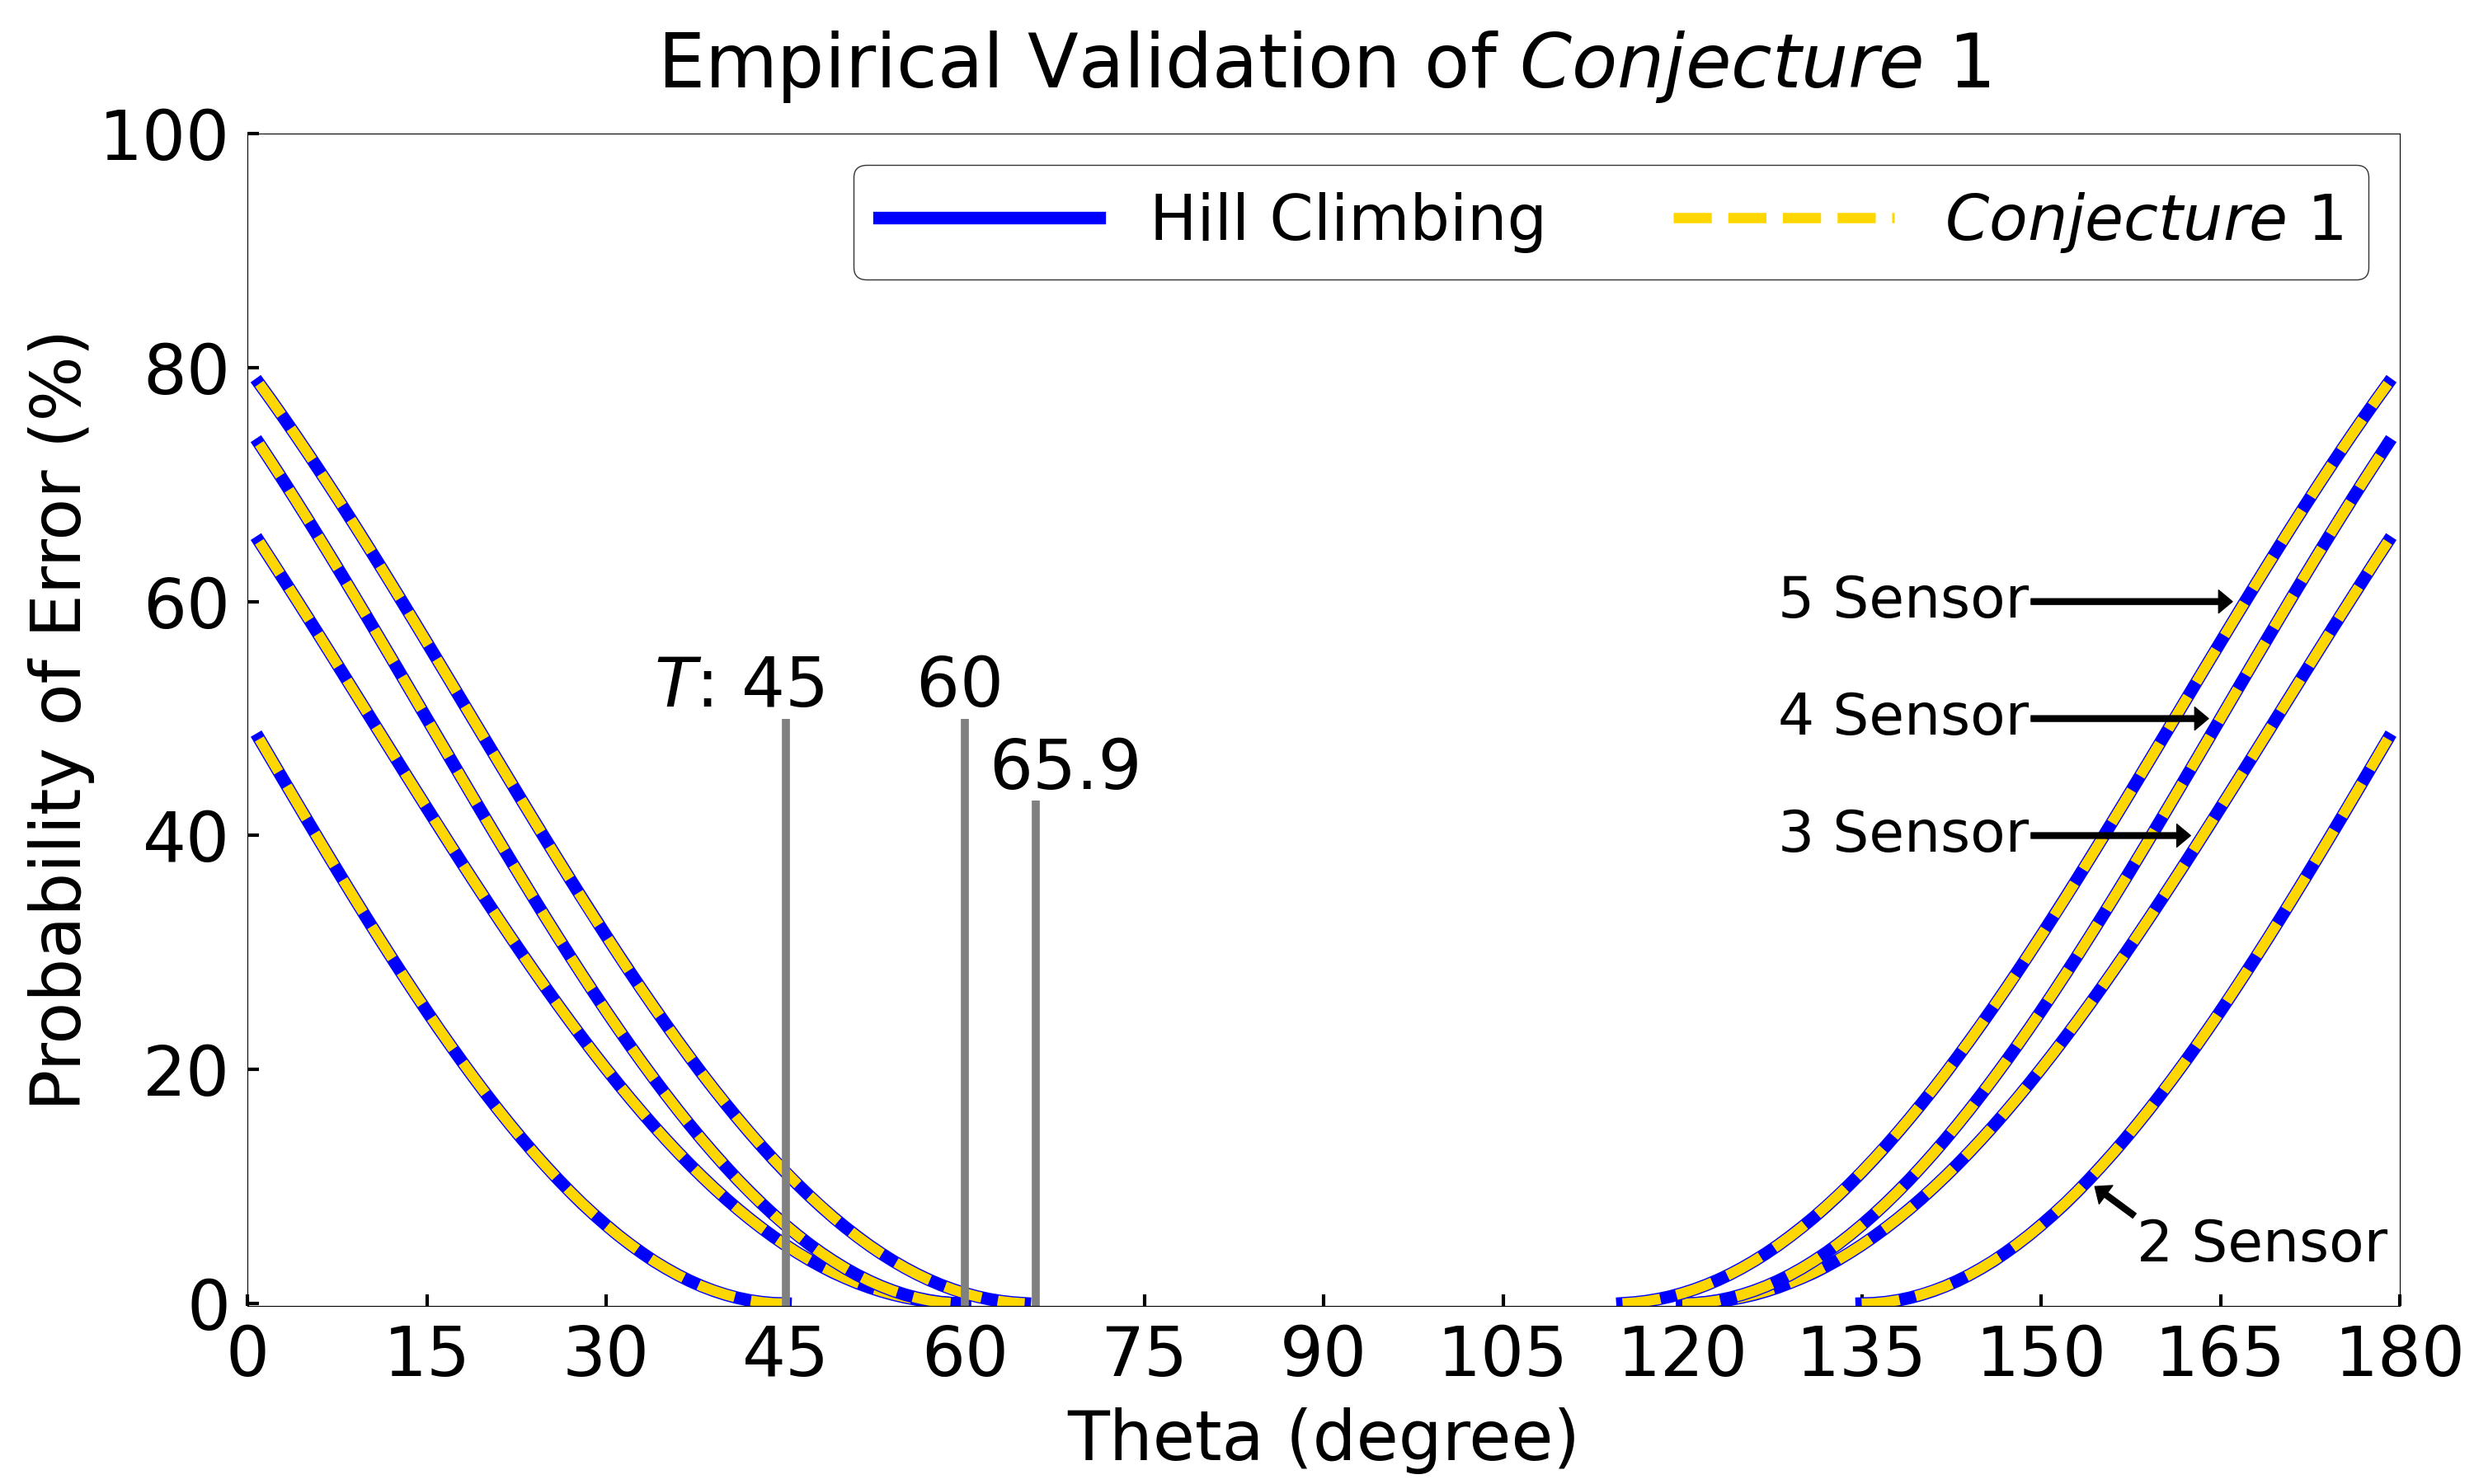 Empirical Validation of Conjecture 1
Hill Climbing
Conjecture 1
Probability of Error (%)
100
80
60
40
20
0
T: 45
60
65.9
5 Sensor
4 Sensor
3 Sensor
2 Sensor
0 15 30 45 60 75 90 105 120 135 150 165 180
Theta (degree)